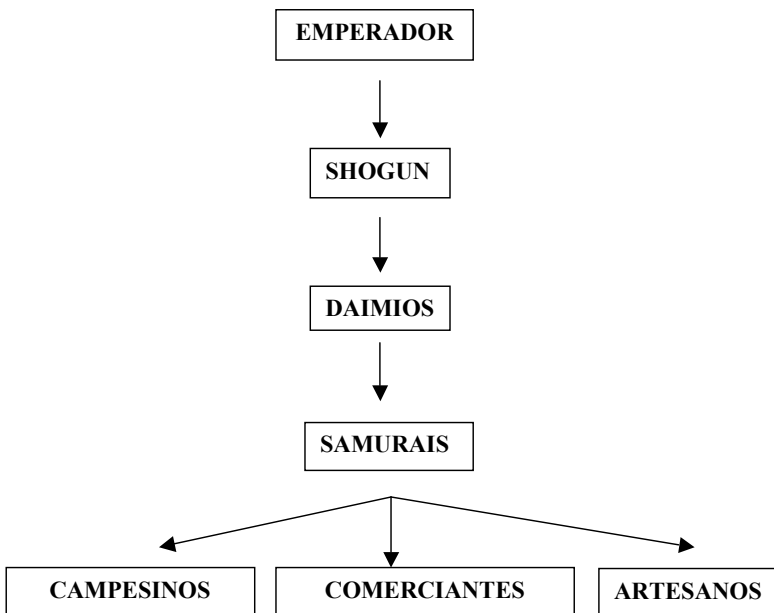 EMPERADOR
SHOGUN
DAIMIOS
SAMURAIS
CAMPESINOS
COMERCIANTES
ARTESANOS